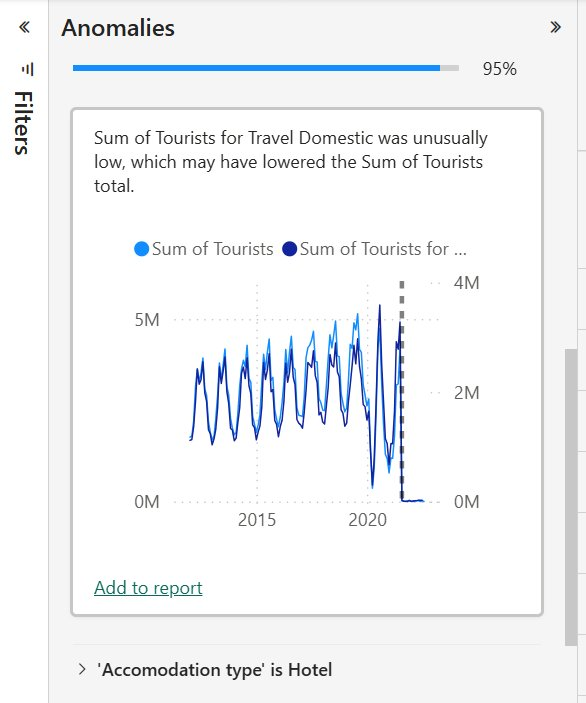 «
Anomalies
»
95%
Filters
Sum of Tourists for Travel Domestic was unusually
low, which may have lowered the Sum of Tourists
total.
Sum of Tourists
Sum of Tourists for ...
4M
5M
2M
0M
0M
2015
2020
Add to report
'Accomodation type' is Hotel